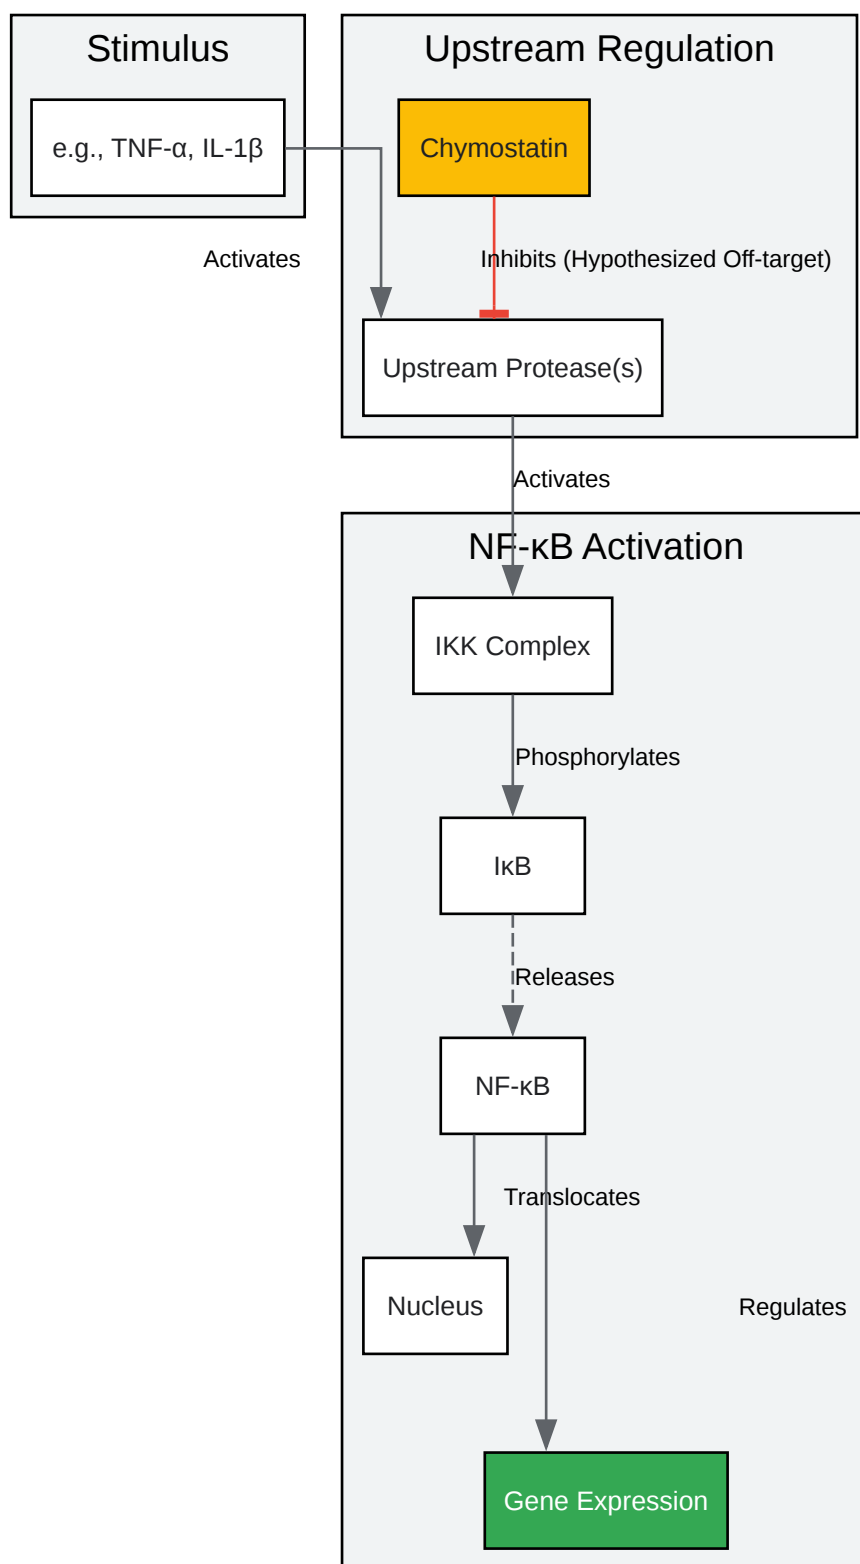 Stimulus
Upstream Regulation
e.g., TNF-α, IL-1β
Chymostatin
Activates
Inhibits (Hypothesized Off-target)
Upstream Protease(s)
Activates
NF-κB Activation
IKK Complex
Phosphorylates
IκB
Releases
NF-κB
Translocates
Nucleus
Regulates
Gene Expression